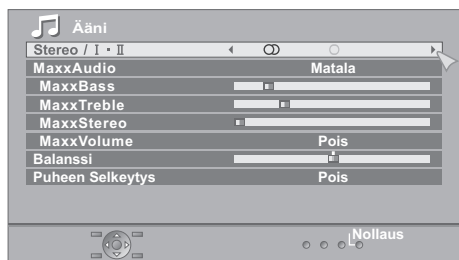 Ääni
Stereo / I · II
MaxxAudio Matala
MaxxBass
MaxxTreble
MaxxStereo
MaxxVolume Pois
Balanssi
Puheen Selkeytys Pois
Nollaus